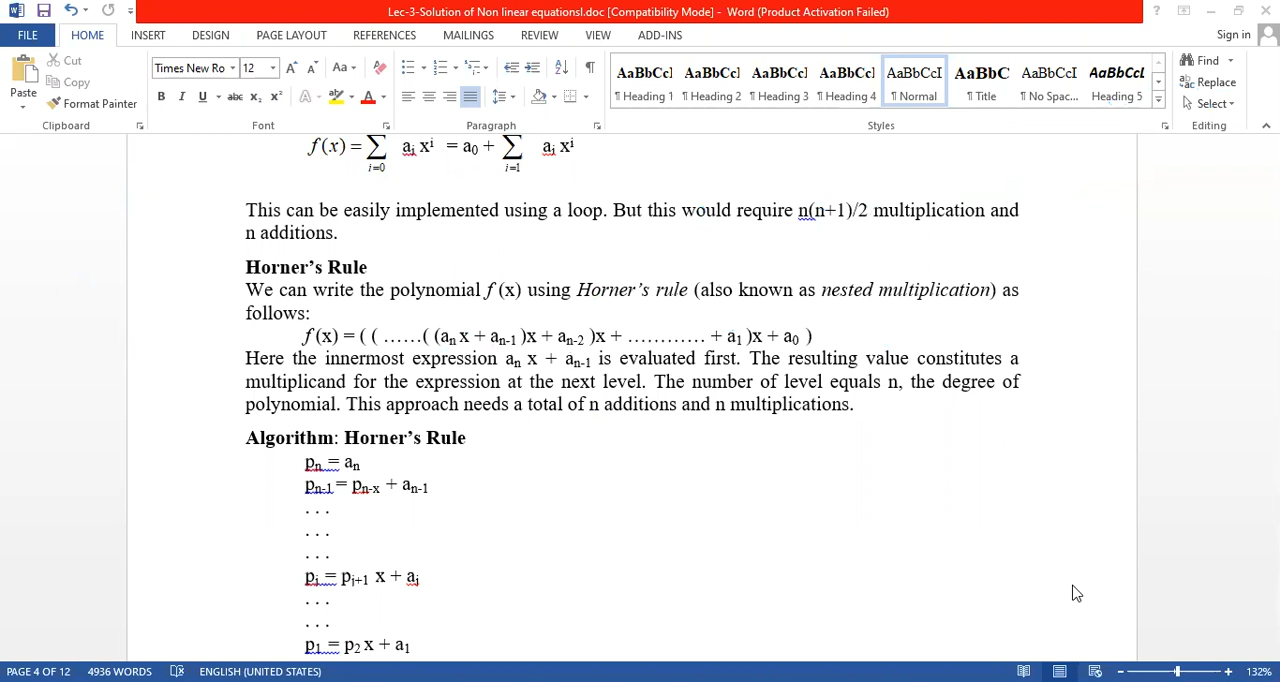 Lec-3-Solution of Non linear equationsl.doc [Compatibility Mode] - Word (Product Activation Failed)
FILE HOME INSERT DESIGN PAGE LAYOUT REFERENCES MAILINGS REVIEW VIEW ADD-INS Sign in
Paste
Cut
Copy
Format Painter
Clipboard
Times New Ro 12
Font
Paragraph
AaBbCcI AaBbCcI AaBbCcI AaBbCcI AaBbCcI AaBbC AaBbCcI AaBbCcL
¶ Heading 1 ¶ Heading 2 ¶ Heading 3 ¶ Heading 4 ¶ Normal ¶ Title ¶ No Spac... Heading 5
Styles
Find
Replace
Select
Editing
f(x) = ∑ aᵢ xⁱ = a₀ + ∑ aᵢ xⁱ
i=0 i=1
This can be easily implemented using a loop. But this would require n(n+1)/2 multiplication and
n additions.
Horner’s Rule
We can write the polynomial f (x) using Horner’s rule (also known as nested multiplication) as
follows:
f (x) = ( ( ……( (aₙ x + aₙ₋₁ )x + aₙ₋₂ )x + ………… + a₁ )x + a₀ )
Here the innermost expression aₙ x + aₙ₋₁ is evaluated first. The resulting value constitutes a
multiplicand for the expression at the next level. The number of level equals n, the degree of
polynomial. This approach needs a total of n additions and n multiplications.
Algorithm: Horner’s Rule
pₙ = aₙ
pₙ₋₁ = pₙ₋ₓ + aₙ₋₁
. . .
. . .
. . .
pⱼ = pⱼ₊₁ x + aⱼ
. . .
. . .
p₁ = p₂ x + a₁
PAGE 4 OF 12 4936 WORDS ENGLISH (UNITED STATES) 132%